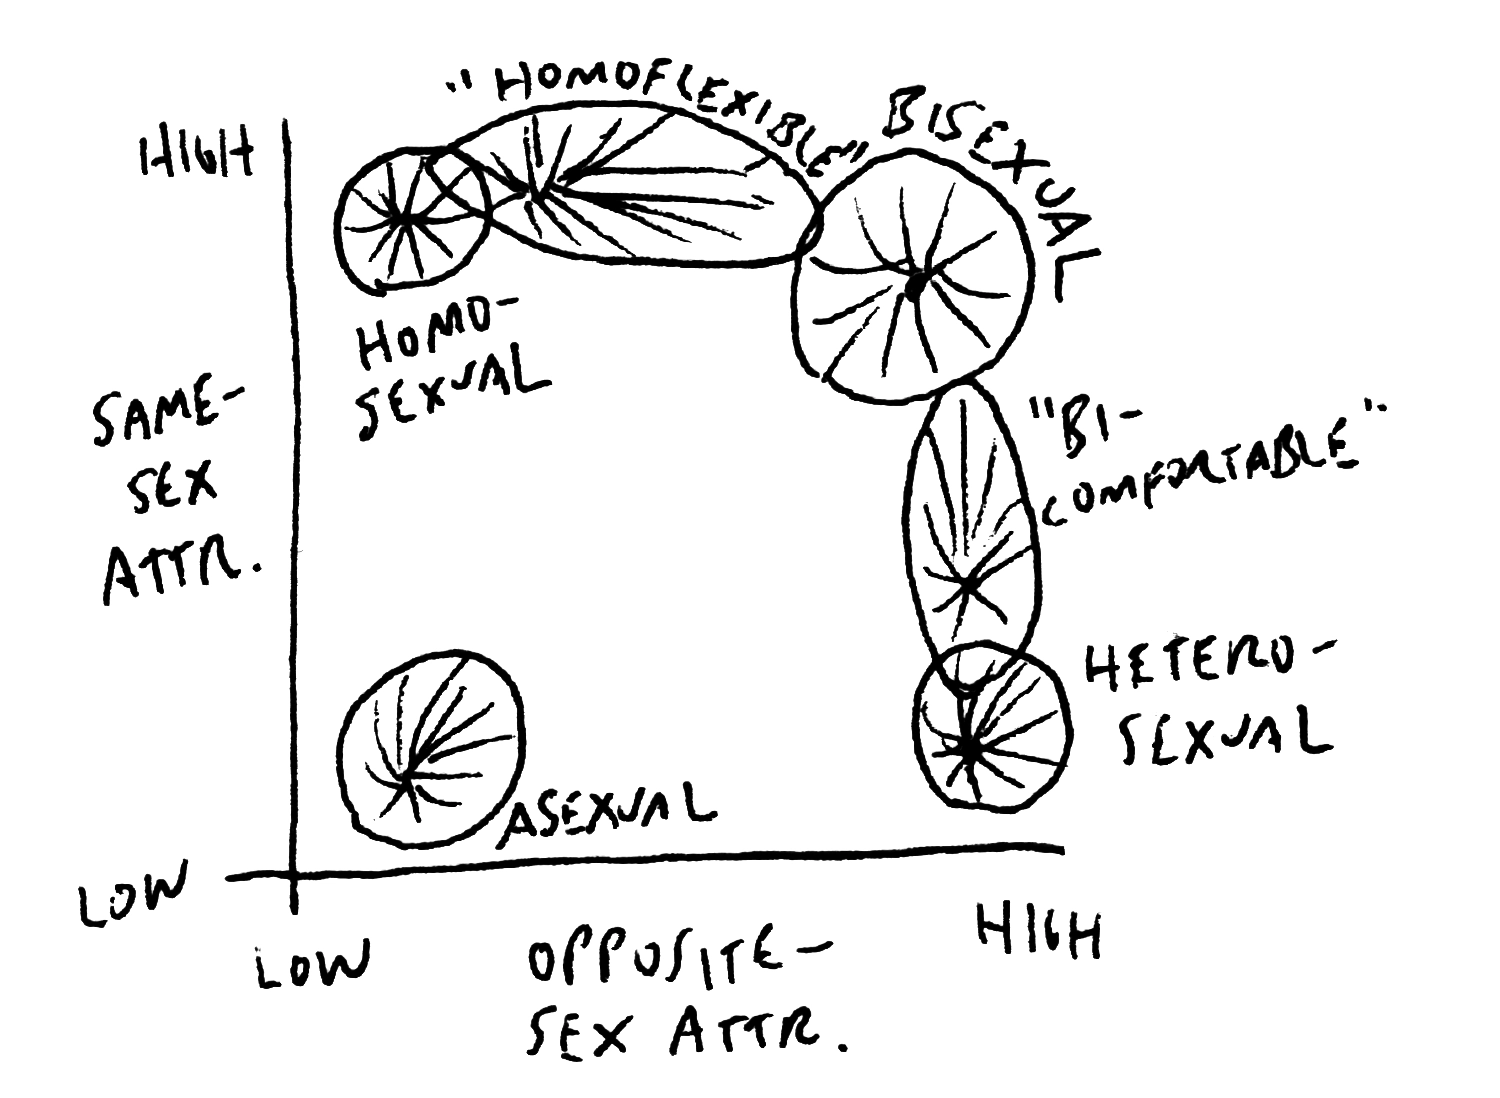 "HOMOFLEXIBLE"
BISEXUAL
HIGH
HOMO-
SEXUAL
SAME-
SEX
ATTR.
"BI-
COMFORTABLE"
HETERO-
SEXUAL
ASEXUAL
LOW
LOW
OPPOSITE-
SEX ATTR.
HIGH